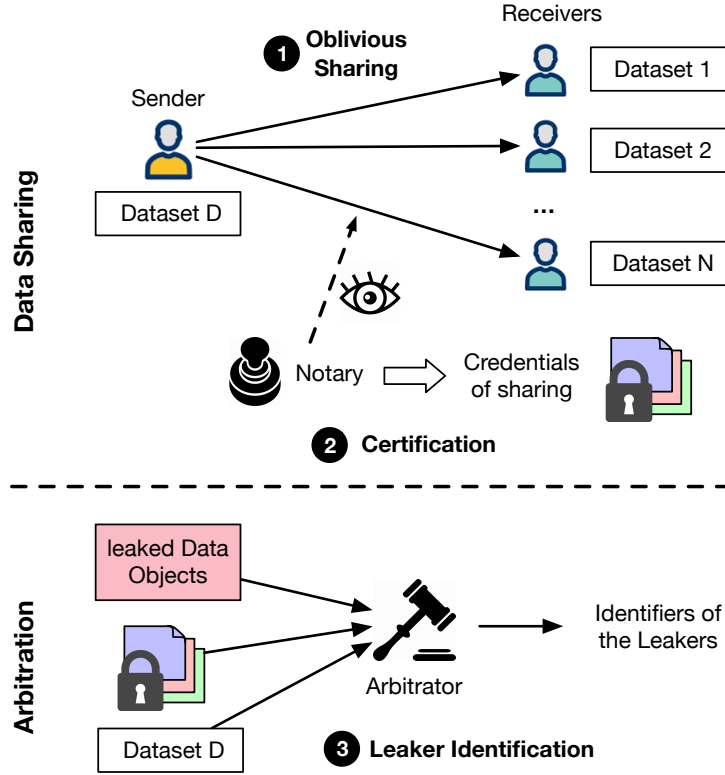 Receivers
1 Oblivious
Sharing
Dataset 1
Sender
Dataset 2
Dataset D
...
Dataset N
Data Sharing
Notary
Credentials
of sharing
2 Certification
leaked Data
Objects
Arbitration
Identifiers of
the Leakers
Arbitrator
Dataset D
3 Leaker Identification